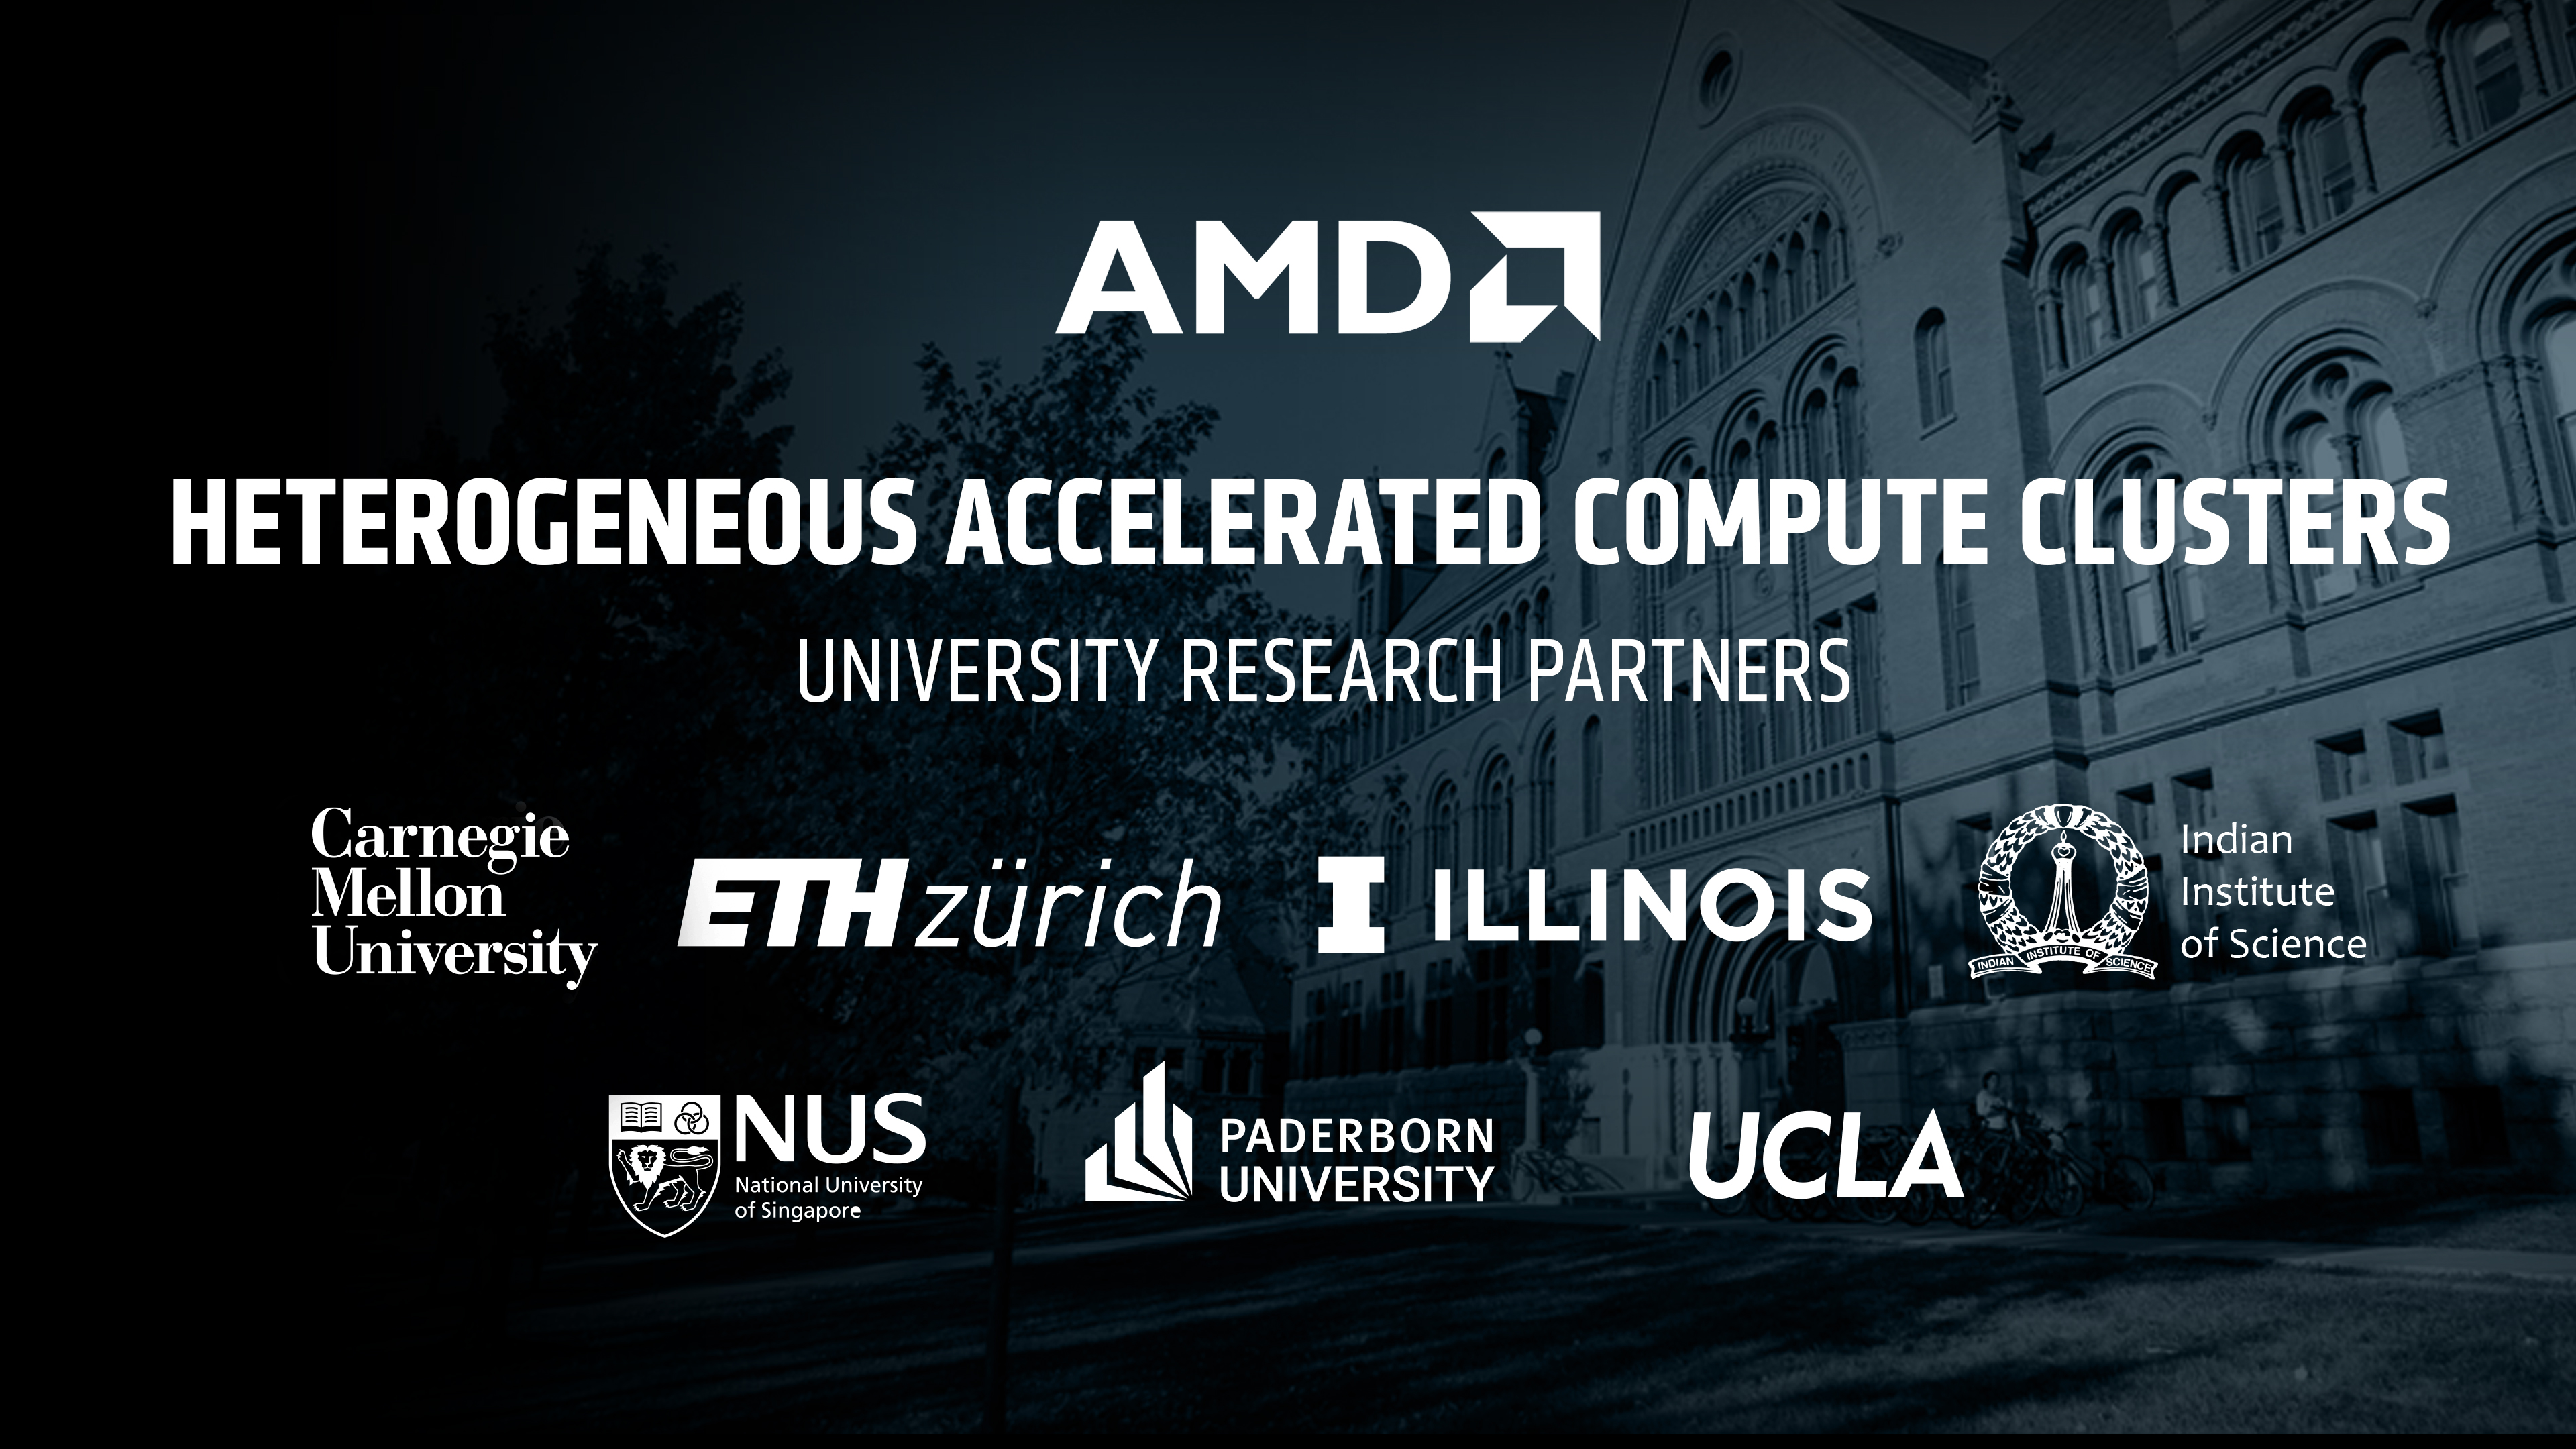 AMD
HETEROGENEOUS ACCELERATED COMPUTE CLUSTERS
UNIVERSITY RESEARCH PARTNERS
Carnegie
Mellon
University
ETH zürich
I ILLINOIS
INDIAN INSTITUTE OF SCIENCE
Indian
Institute
of Science
NUS
National University
of Singapore
PADERBORN
UNIVERSITY
UCLA